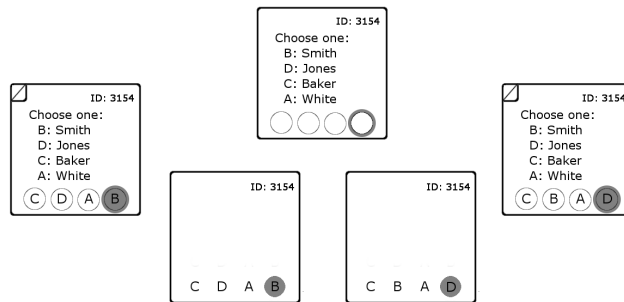 ID: 3154
Choose one:
B: Smith
D: Jones
C: Baker
A: White
ID: 3154
Choose one:
B: Smith
D: Jones
C: Baker
A: White
C D A B
ID: 3154
Choose one:
B: Smith
D: Jones
C: Baker
A: White
C B A D
ID: 3154
C D A B
ID: 3154
C B A D